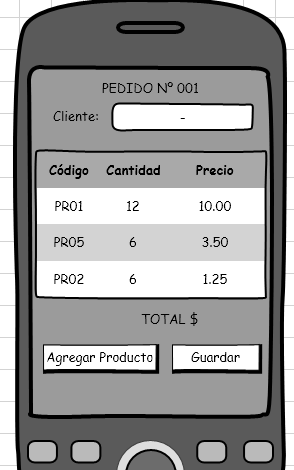 PEDIDO Nº 001
Cliente: -
Código Cantidad Precio
PR01 12 10.00
PR05 6 3.50
PR02 6 1.25
TOTAL $
Agregar Producto Guardar